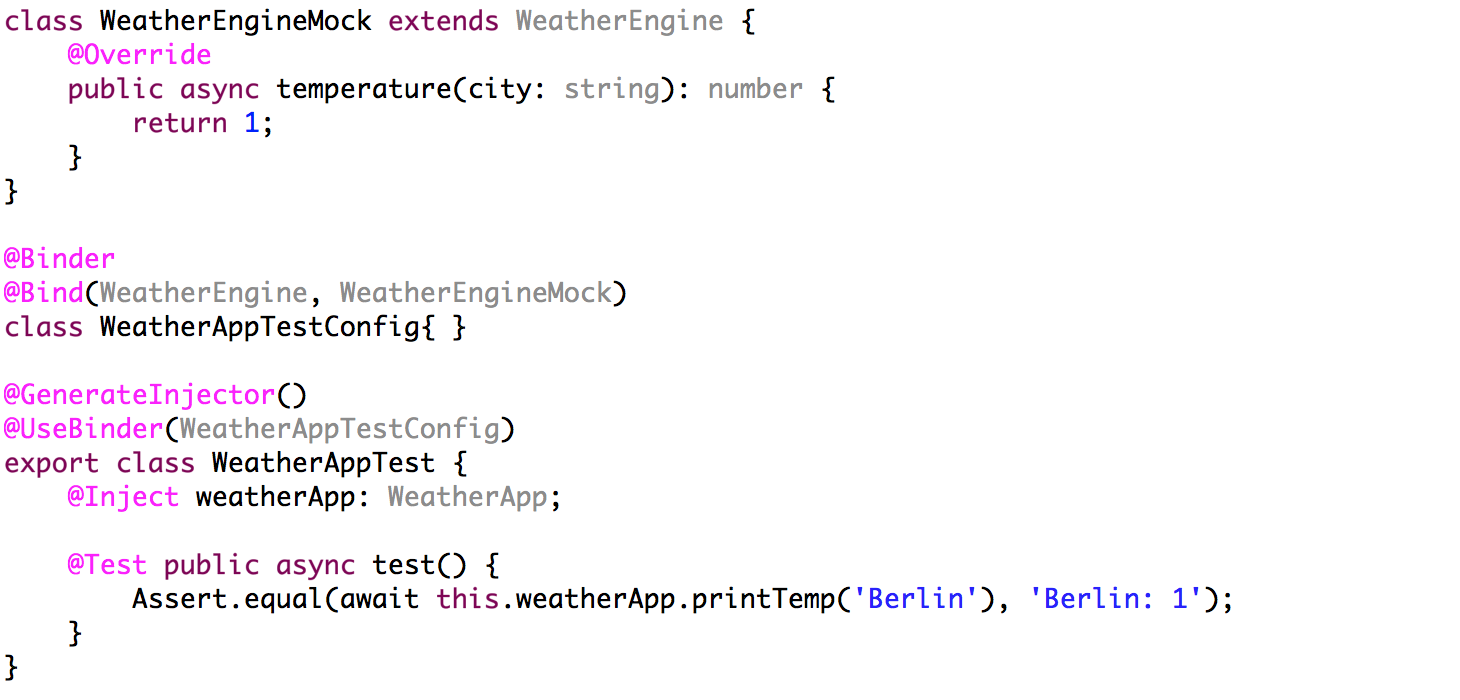 class WeatherEngineMock extends WeatherEngine {
    @Override
    public async temperature(city: string): number {
        return 1;
    }
}

@Binder
@Bind(WeatherEngine, WeatherEngineMock)
class WeatherAppTestConfig{ }

@GenerateInjector()
@UseBinder(WeatherAppTestConfig)
export class WeatherAppTest {
    @Inject weatherApp: WeatherApp;

    @Test public async test() {
        Assert.equal(await this.weatherApp.printTemp('Berlin'), 'Berlin: 1');
    }
}